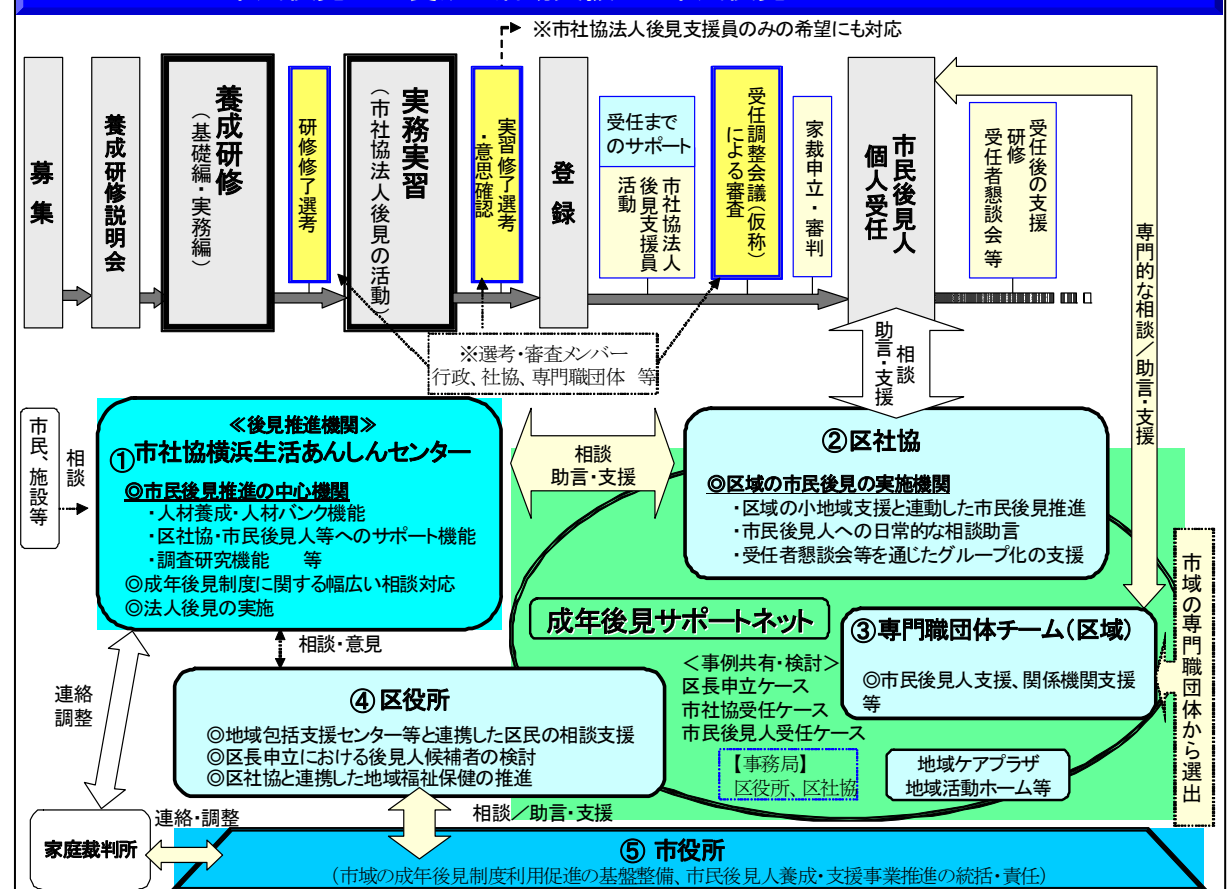 ※市社協法人後見支援員のみの希望にも対応
募集
養成研修説明会
養成研修
（基礎編・実務編）
研修修了選考
実務実習
（市社協法人後見の活動）
実習修了選考
・意思確認
登録
受任まで
のサポート
市社協法人
後見支援員
活動
受任調整会議（仮称）
による審査
家裁申立・審判
市民後見人
個人受任
受任後の支援
研修
受任者懇談会 等
専門的な相談／助言・支援
※選考・審査メンバー
行政、社協、専門職団体 等
相談
助言・支援
市民、施設等
相談
≪後見推進機関≫
①市社協横浜生活あんしんセンター
◎市民後見推進の中心機関
・人材養成・人材バンク機能
・区社協・市民後見人等へのサポート機能
・調査研究機能 等
◎成年後見制度に関する幅広い相談対応
◎法人後見の実施
相談
助言・支援
②区社協
◎区域の市民後見の実施機関
・区域の小地域支援と連動した市民後見推進
・市民後見人への日常的な相談助言
・受任者懇談会等を通じたグループ化の支援
成年後見サポートネット
③専門職団体チーム（区域）
◎市民後見人支援、関係機関支援
等
市域の専門職団体から選出
＜事例共有・検討＞
区長申立ケース
市社協受任ケース
市民後見人受任ケース
【事務局】
区役所、区社協
地域ケアプラザ
地域活動ホーム等
相談・意見
連絡
調整
④区役所
◎地域包括支援センター等と連携した区民の相談支援
◎区長申立における後見人候補者の検討
◎区社協と連携した地域福祉保健の推進
相談／助言・支援
連絡・調整
家庭裁判所
⑤ 市役所
（市域の成年後見制度利用促進の基盤整備、市民後見人養成・支援事業推進の統括・責任）